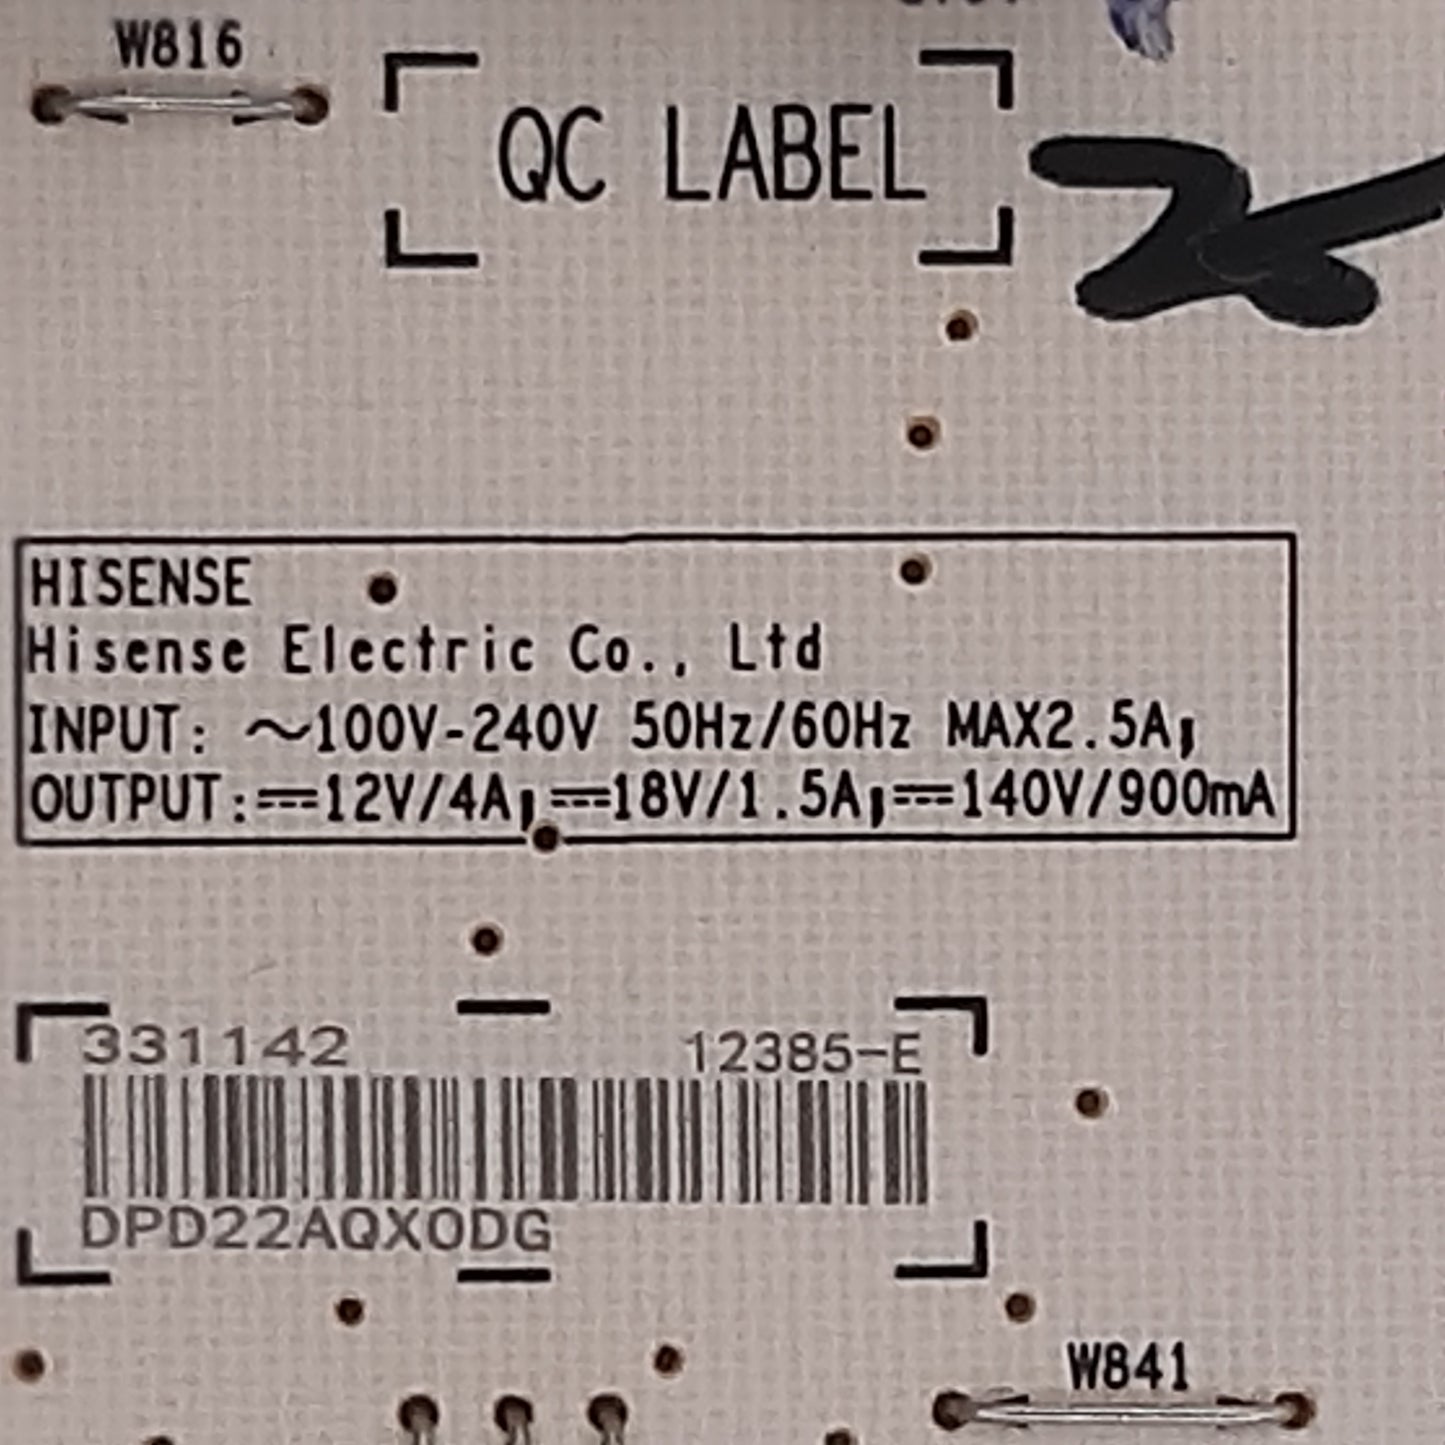 W816
QC LABEL
HISENSE
Hisense Electric Co., Ltd
INPUT: ～100V-240V 50Hz/60Hz MAX2.5A;
OUTPUT:⎓12V/4A;⎓18V/1.5A;⎓140V/900mA
331142 12385-E
DPD22AQX0DG
W841